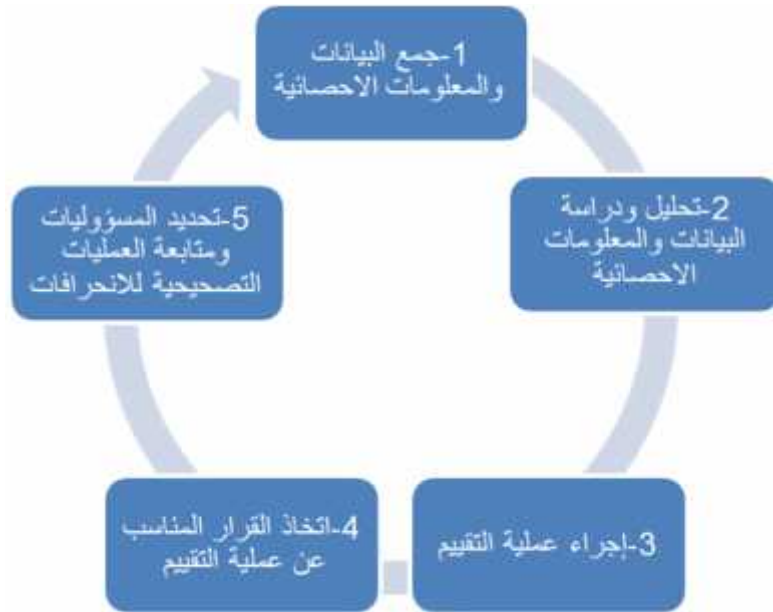 1-جمع البيانات
والمعلومات الاحصائية
2-تحليل ودراسة
البيانات والمعلومات
الاحصائية
3-إجراء عملية التقييم
4-اتخاذ القرار المناسب
عن عملية التقييم
5-تحديد المسؤوليات
ومتابعة العمليات
التصحيحية للانحرافات